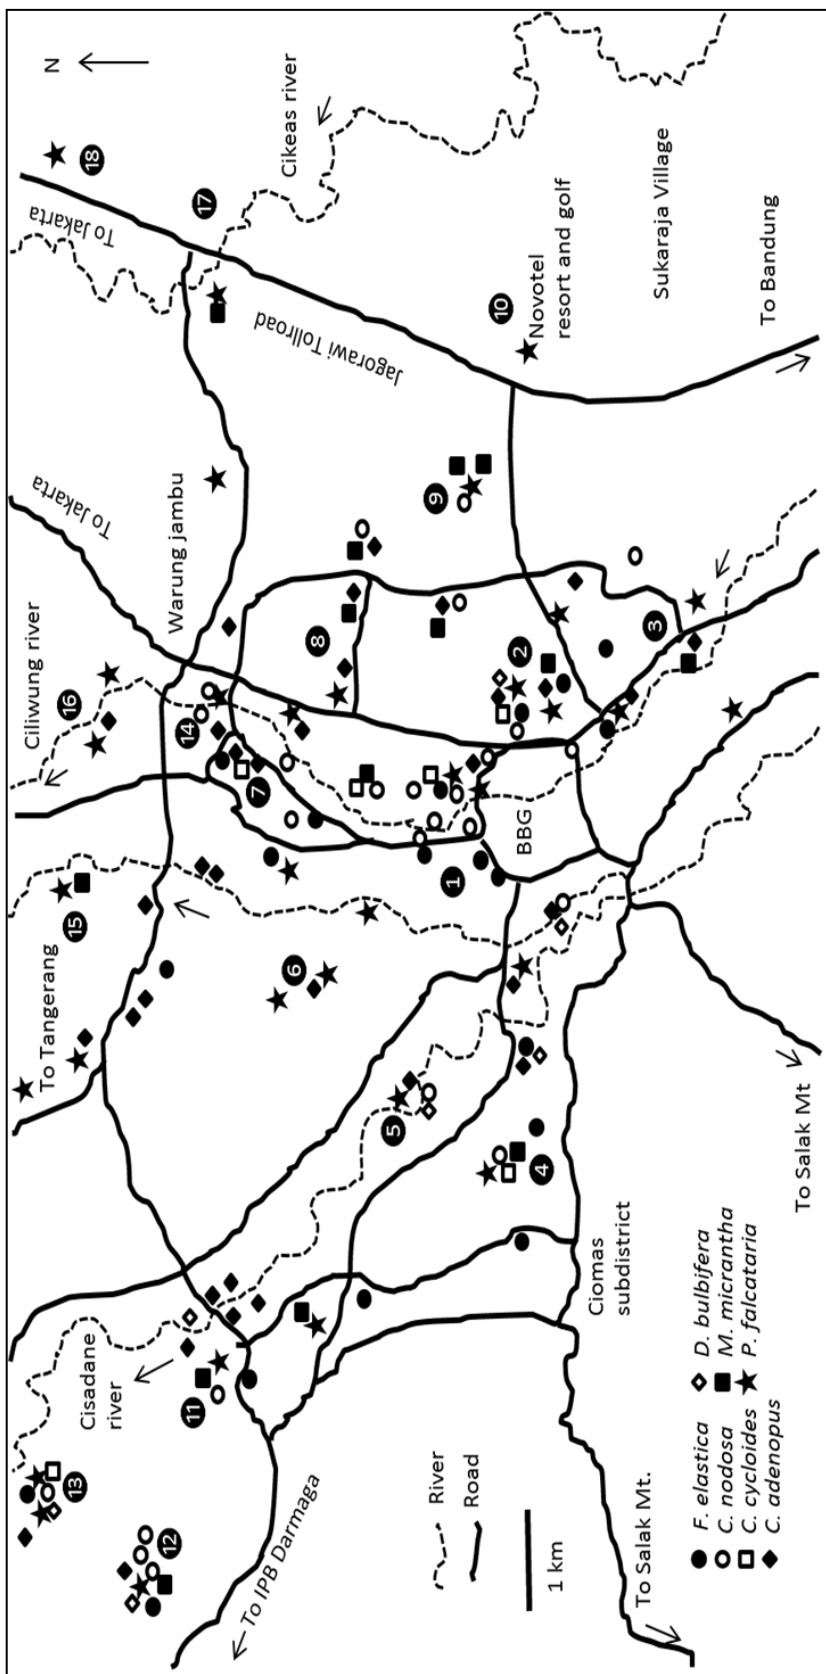 N
18
To Jakarta
17
Cikeas river
10
Novotel
resort and golf
Sukaraja Village
To Bandung
Jagorawi Tollroad
To Jakarta
Warung jambu
9
Ciliwung river
16
14
8
2
3
7
1
BBG
15
To Tangerang
6
5
4
Cisadane
river
11
13
12
Ciomas
subdistrict
To Salak Mt
To IPB Darmaga
To Salak Mt.
River
Road
1 km
F. elastica
C. nodosa
C. cycloides
C. adenopus
D. bulbifera
M. micrantha
P. falcataria